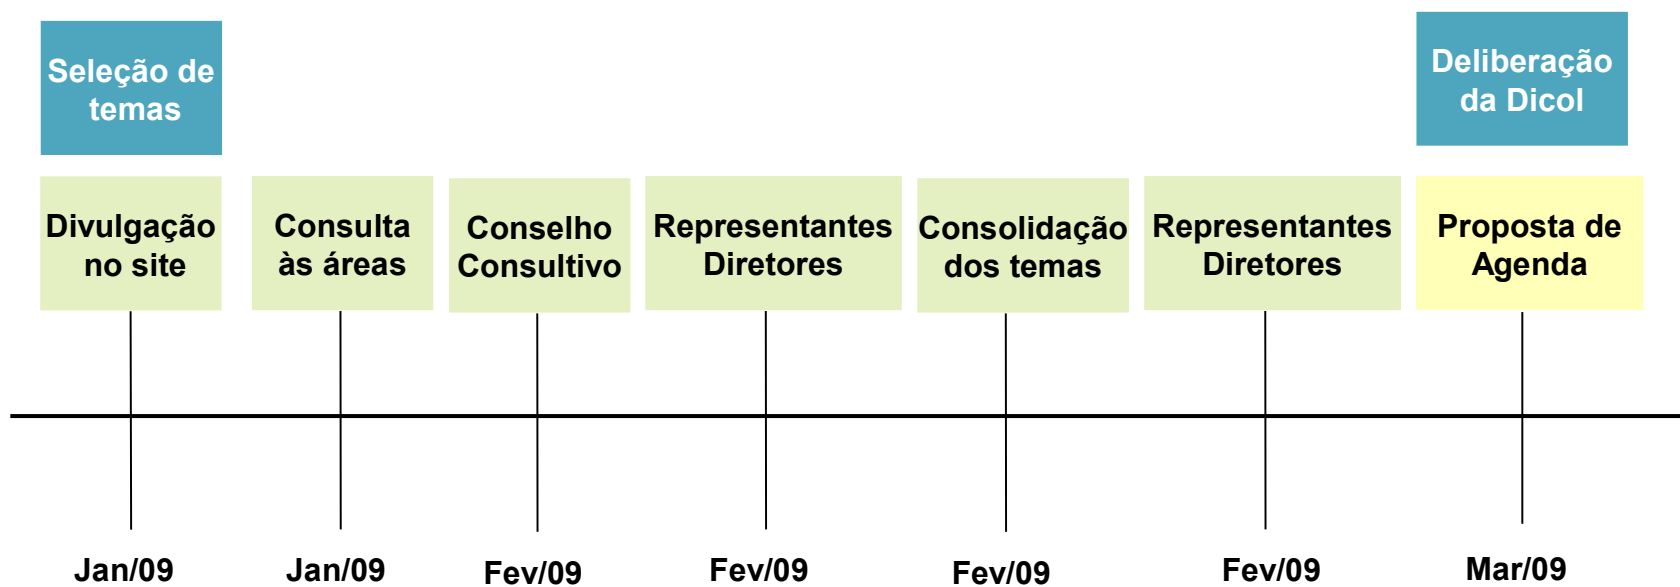 Seleção de
temas
Deliberação
da Dicol
Divulgação
no site
Consulta
às áreas
Conselho
Consultivo
Representantes
Diretores
Consolidação
dos temas
Representantes
Diretores
Proposta de
Agenda
Jan/09
Jan/09
Fev/09
Fev/09
Fev/09
Fev/09
Mar/09